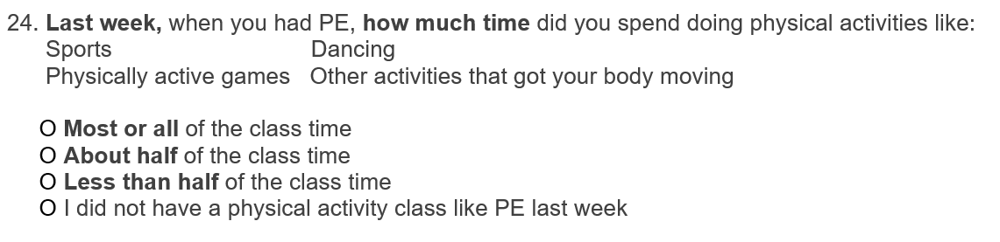 24. Last week, when you had PE, how much time did you spend doing physical activities like:
Sports Dancing
Physically active games Other activities that got your body moving
O Most or all of the class time
O About half of the class time
O Less than half of the class time
O I did not have a physical activity class like PE last week